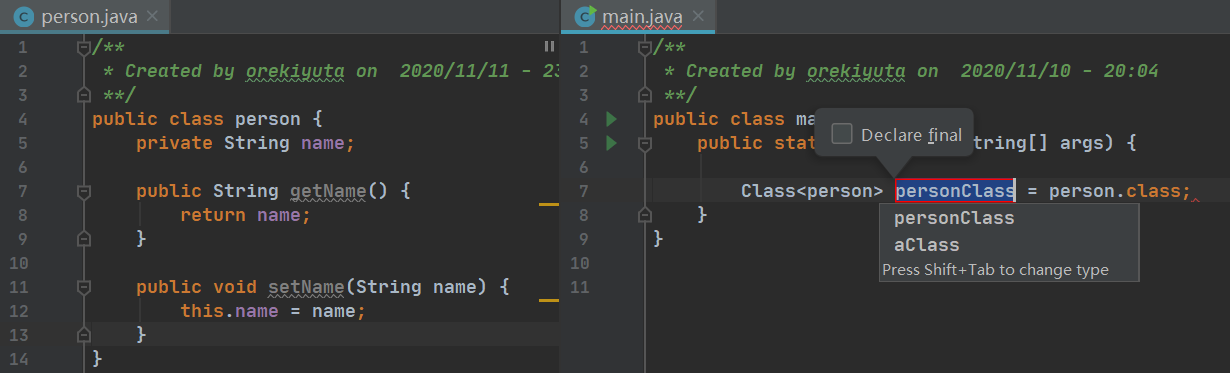 person.java
1 /**
2 * Created by orekiyuta on 2020/11/11 - 23
3 **/
4 public class person {
5 private String name;
6
7 public String getName() {
8 return name;
9 }
10
11 public void setName(String name) {
12 this.name = name;
13 }
14 }
main.java
1 /**
2 * Created by orekiyuta on 2020/11/10 - 20:04
3 **/
4 public class ma
Declare final
5 public stat tring[] args) {
6
7 Class<person> personClass = person.class;
personClass
aClass
Press Shift+Tab to change type
8 }
9 }
10
11